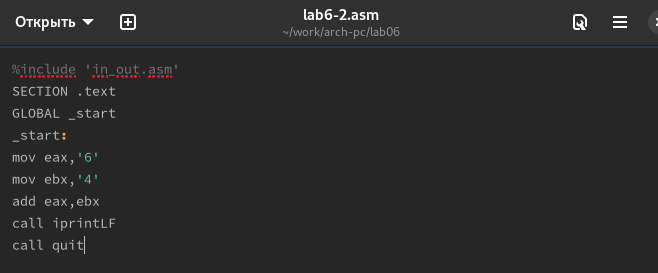 Открыть
lab6-2.asm
~/work/arch-pc/lab06
%include 'in_out.asm'
SECTION .text
GLOBAL _start
_start:
mov eax,'6'
mov ebx,'4'
add eax,ebx
call iprintLF
call quit